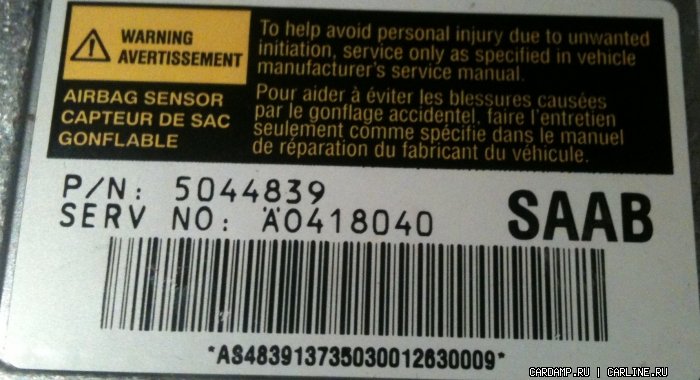 WARNING
AVERTISSEMENT
To help avoid personal injury due to unwanted
initiation, service only as specified in vehicle
manufacturer's service manual.
AIRBAG SENSOR
CAPTEUR DE SAC
GONFLABLE
Pour aider à éviter les blessures causées
par le gonflage accidentel, faire l'entretien
seulement comme spécifié dans le manuel
de réparation du fabricant du véhicule.
P/N: 5044839
SERV NO: A0418040
SAAB
*AS483913735030012630009*
CARDAMP.RU | CARLINE.RU